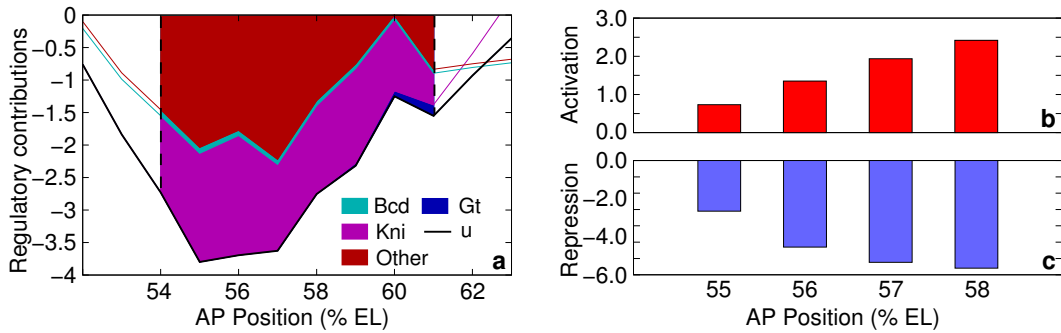 Regulatory contributions
0
−0.5
−1
−1.5
−2
−2.5
−3
−3.5
−4
54
56
58
60
62
AP Position (% EL)
Bcd
Gt
Kni
u
Other
a
Activation
3.0
2.0
1.0
0.0
b
Repression
0.0
−2.0
−4.0
−6.0
c
55
56
57
58
AP Position (% EL)